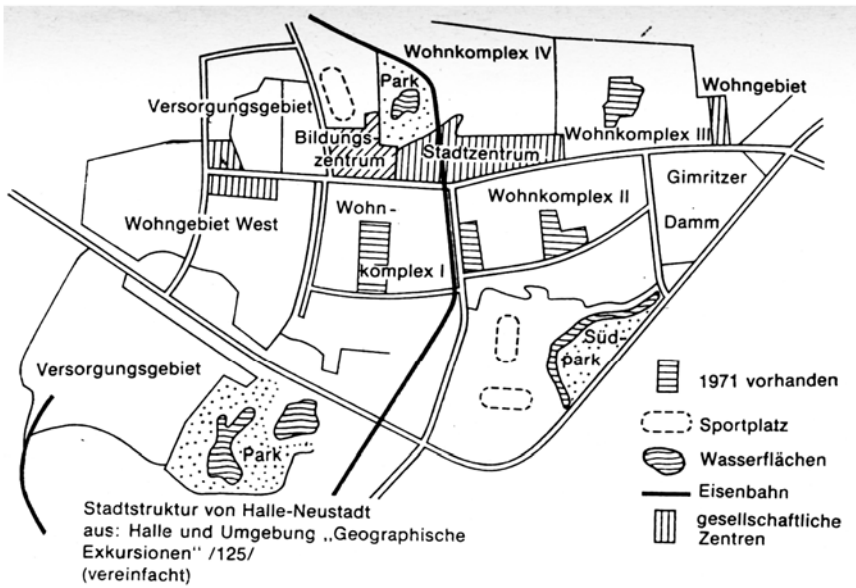 Wohnkomplex IV
Park
Wohngebiet
Versorgungsgebiet
Bildungs-
zentrum
Stadtzentrum
Wohnkomplex III
Gimritzer
Damm
Wohnkomplex II
Wohn-
komplex I
Wohngebiet West
Versorgungsgebiet
Süd-
park
Park
1971 vorhanden
Sportplatz
Wasserflächen
Eisenbahn
gesellschaftliche
Zentren
Stadtstruktur von Halle-Neustadt
aus: Halle und Umgebung „Geographische
Exkursionen" /125/
(vereinfacht)